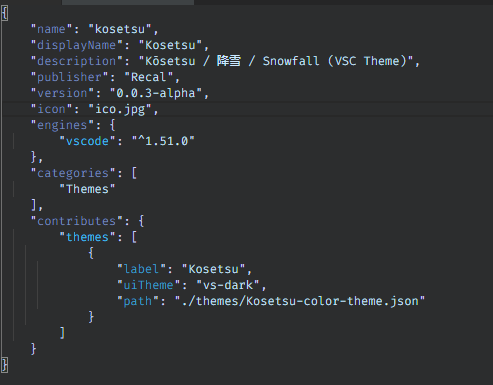 {
    "name": "kosetsu",
    "displayName": "Kosetsu",
    "description": "Kōsetsu / 降雪 / Snowfall (VSC Theme)",
    "publisher": "Recal",
    "version": "0.0.3-alpha",
    "icon": "ico.jpg",
    "engines": {
        "vscode": "^1.51.0"
    },
    "categories": [
        "Themes"
    ],
    "contributes": {
        "themes": [
            {
                "label": "Kosetsu",
                "uiTheme": "vs-dark",
                "path": "./themes/Kosetsu-color-theme.json"
            }
        ]
    }
}